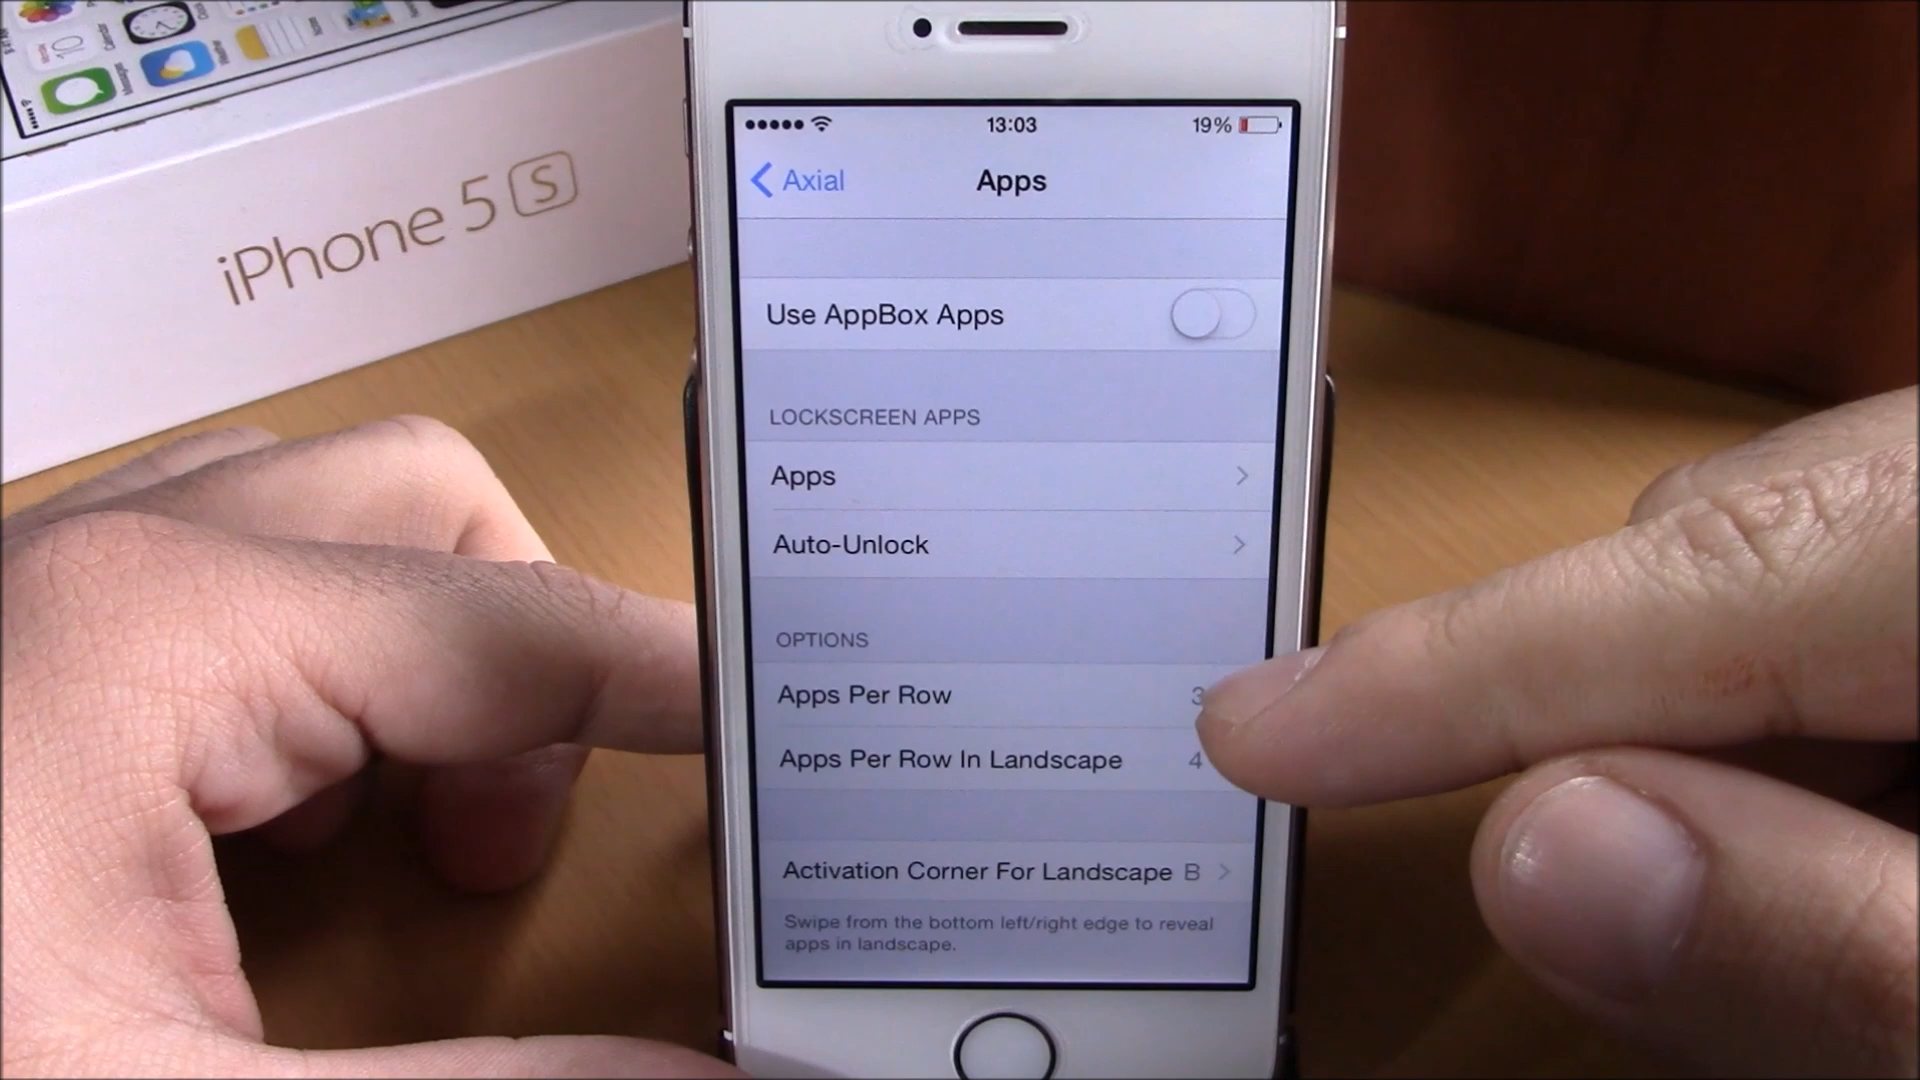 iPhone 5 S
13:03
19%
Axial
Apps
Use AppBox Apps
LOCKSCREEN APPS
Apps
Auto-Unlock
OPTIONS
Apps Per Row 3
Apps Per Row In Landscape 4
Activation Corner For Landscape B
Swipe from the bottom left/right edge to reveal
apps in landscape.